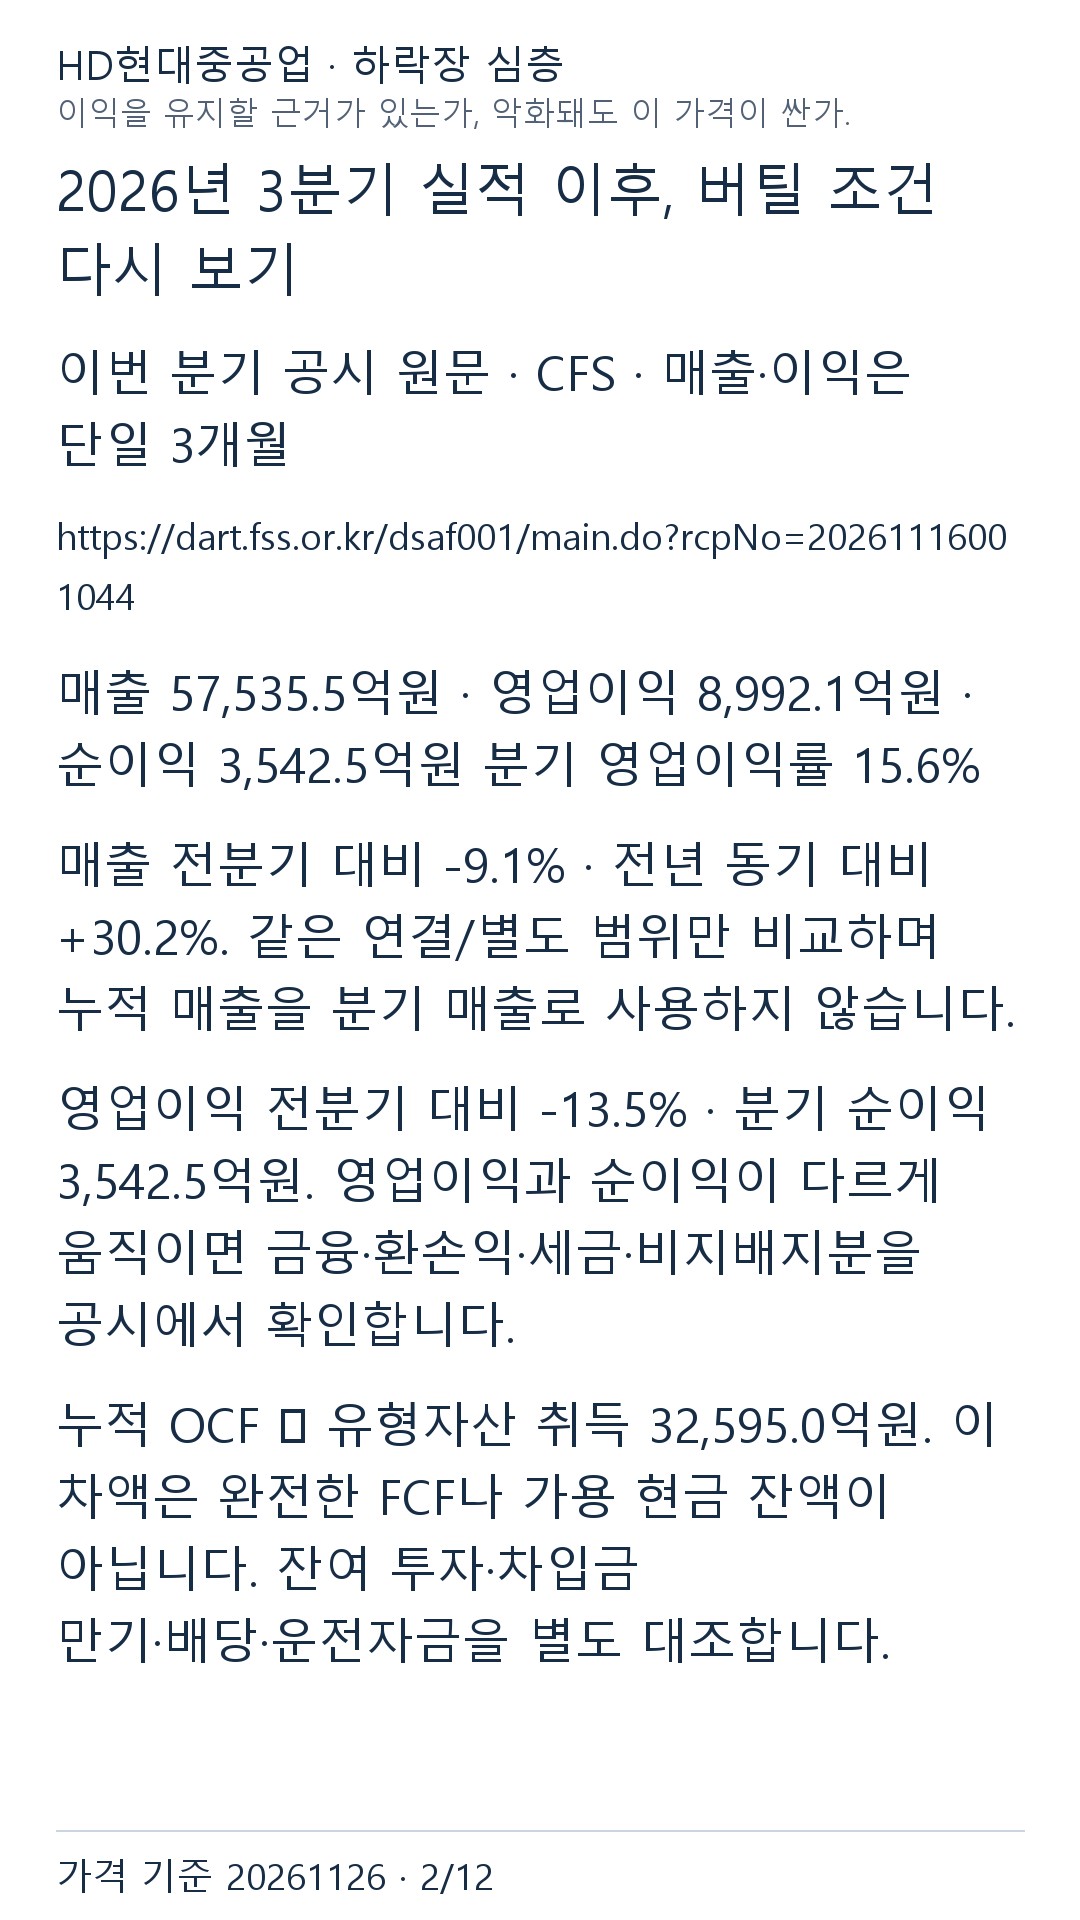 HD현대중공업 · 하락장 심층
이익을 유지할 근거가 있는가, 악화돼도 이 가격이 싼가.
2026년 3분기 실적 이후, 버틸 조건
다시 보기
이번 분기 공시 원문 · CFS · 매출·이익은
단일 3개월
https://dart.fss.or.kr/dsaf001/main.do?rcpNo=2026111600
1044
매출 57,535.5억원 · 영업이익 8,992.1억원 ·
순이익 3,542.5억원 분기 영업이익률 15.6%
매출 전분기 대비 -9.1% · 전년 동기 대비
+30.2%. 같은 연결/별도 범위만 비교하며
누적 매출을 분기 매출로 사용하지 않습니다.
영업이익 전분기 대비 -13.5% · 분기 순이익
3,542.5억원. 영업이익과 순이익이 다르게
움직이면 금융·환손익·세금·비지배지분을
공시에서 확인합니다.
누적 OCF 유형자산 취득 32,595.0억원. 이
차액은 완전한 FCF나 가용 현금 잔액이
아닙니다. 잔여 투자·차입금
만기·배당·운전자금을 별도 대조합니다.
가격 기준 20261126 · 2/12